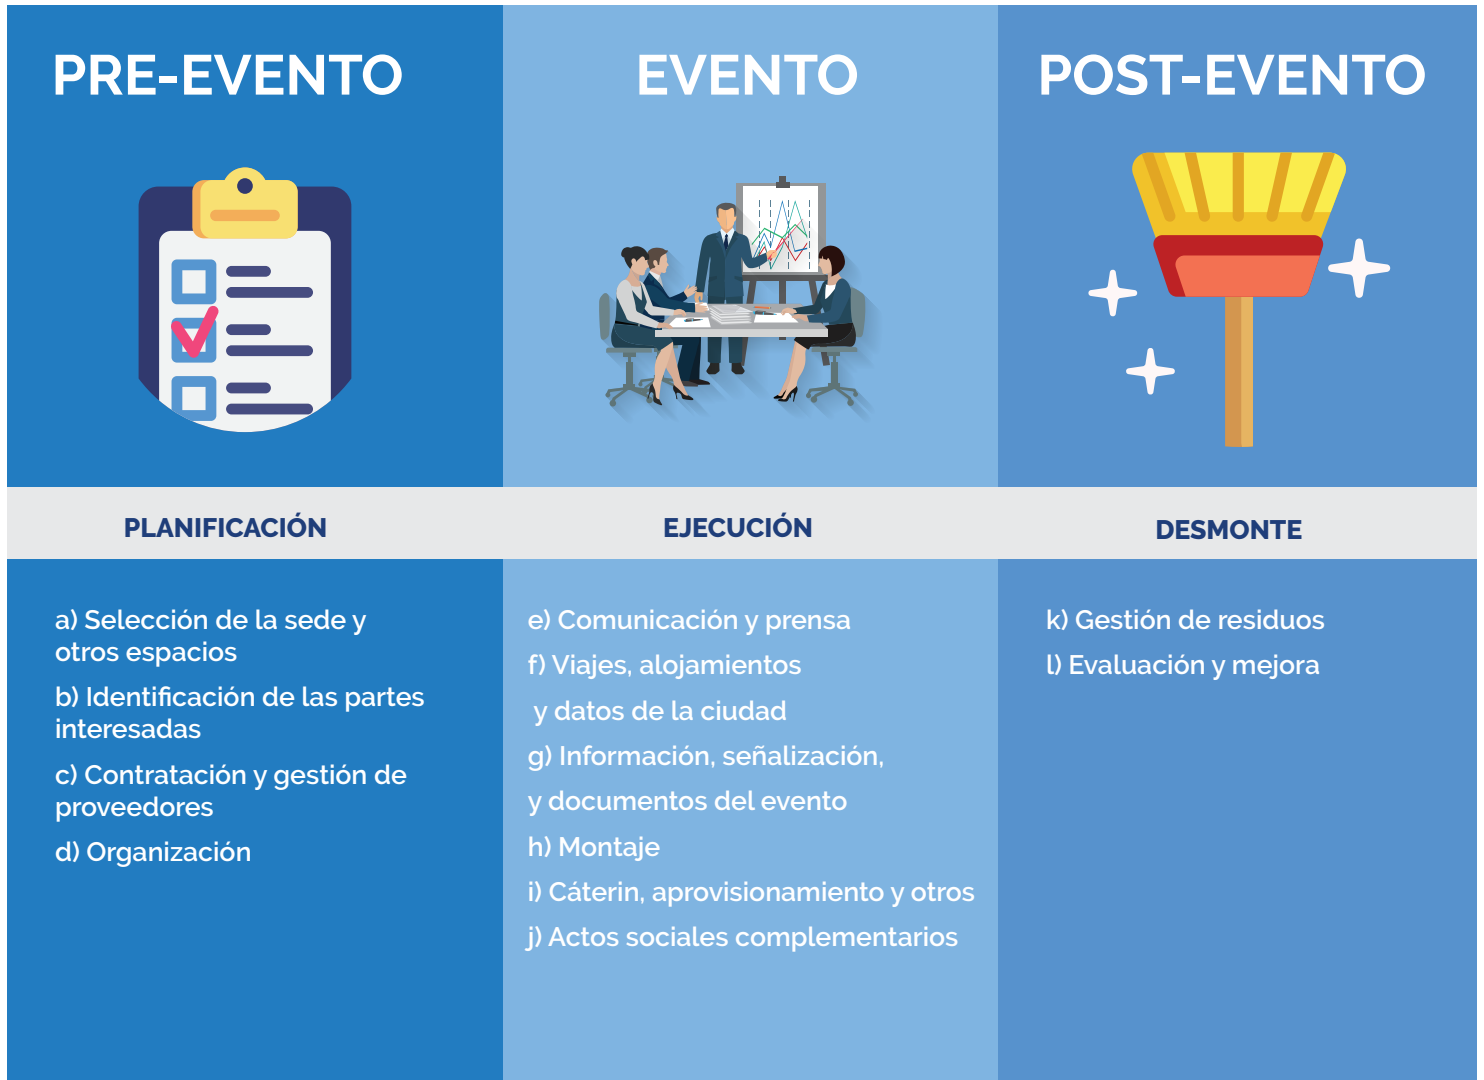 PRE-EVENTO
EVENTO
POST-EVENTO
PLANIFICACIÓN
EJECUCIÓN
DESMONTE
a) Selección de la sede y
otros espacios
b) Identificación de las partes
interesadas
c) Contratación y gestión de
proveedores
d) Organización
e) Comunicación y prensa
f) Viajes, alojamientos
y datos de la ciudad
g) Información, señalización,
y documentos del evento
h) Montaje
i) Cáterin, aprovisionamiento y otros
j) Actos sociales complementarios
k) Gestión de residuos
l) Evaluación y mejora